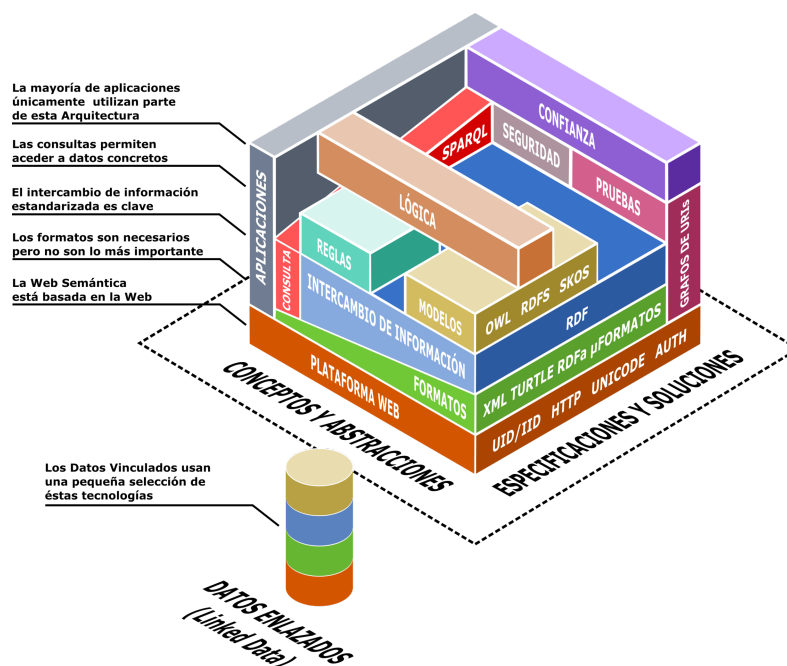 La mayoría de aplicaciones
únicamente utilizan parte
de esta Arquitectura
Las consultas permiten
aceder a datos concretos
El intercambio de información
estandarizada es clave
Los formatos son necesarios
pero no son lo más importante
La Web Semántica
está basada en la Web
APLICACIONES
CONSULTA
REGLAS
LÓGICA
SPARQL
SEGURIDAD
CONFIANZA
PRUEBAS
GRAFOS DE URIS
MODELOS
OWL RDFS SKOS
INTERCAMBIO DE INFORMACIÓN
RDF
FORMATOS
XML TURTLE RDFa µFORMATOS
PLATAFORMA WEB
UID/IID HTTP UNICODE AUTH
CONCEPTOS Y ABSTRACCIONES
ESPECIFICACIONES Y SOLUCIONES
Los Datos Vinculados usan
una pequeña selección de
éstas tecnologías
DATOS ENLAZADOS
(Linked Data)